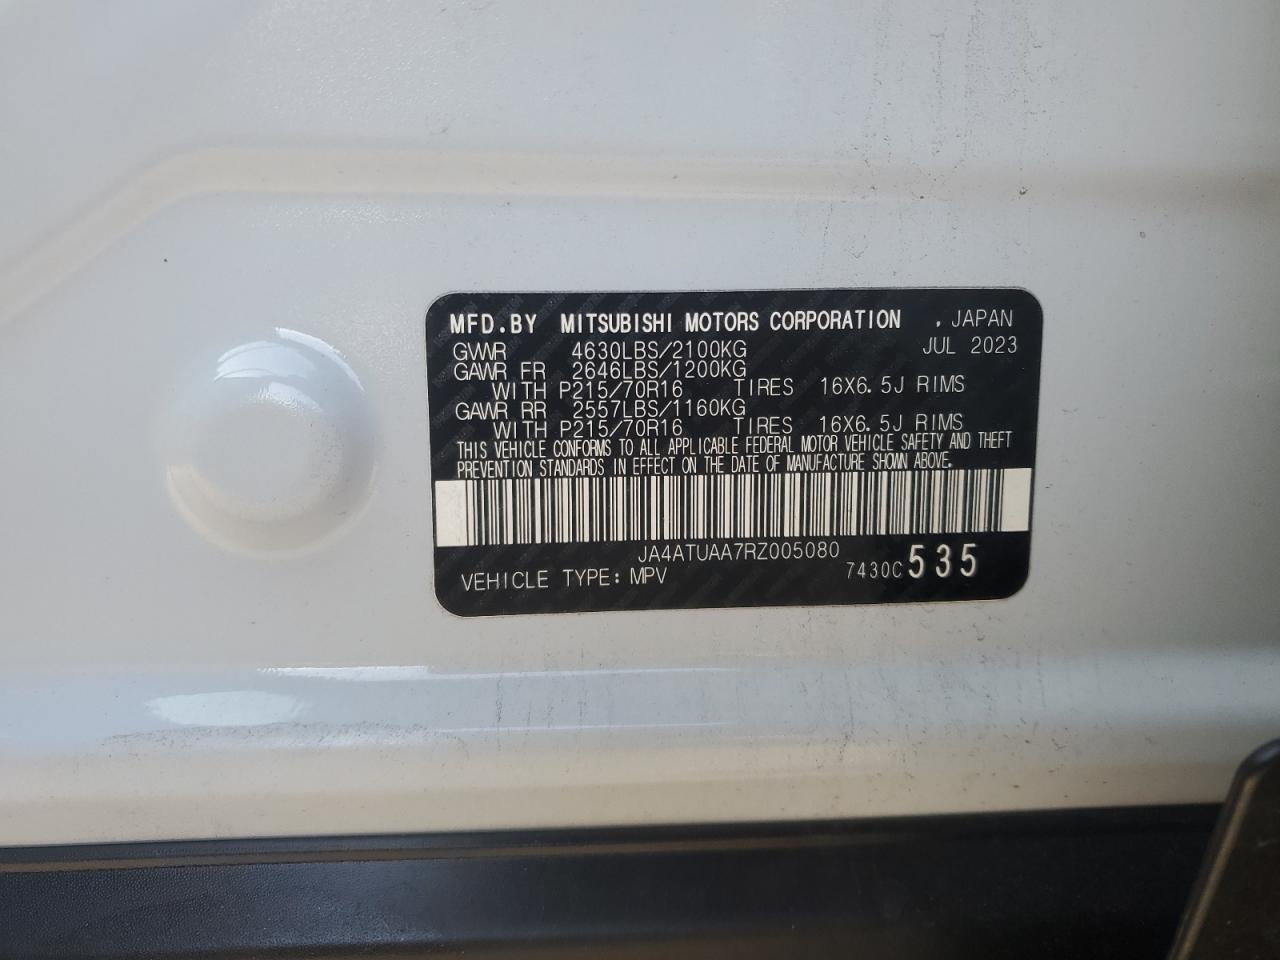 MFD.BY MITSUBISHI MOTORS CORPORATION , JAPAN
GVWR 4630LBS/2100KG JUL 2023
GAWR FR 2646LBS/1200KG
WITH P215/70R16 TIRES 16X6.5J RIMS
GAWR RR 2557LBS/1160KG
WITH P215/70R16 TIRES 16X6.5J RIMS
THIS VEHICLE CONFORMS TO ALL APPLICABLE FEDERAL MOTOR VEHICLE SAFETY AND THEFT
PREVENTION STANDARDS IN EFFECT ON THE DATE OF MANUFACTURE SHOWN ABOVE.
JA4ATUAA7RZ005080
VEHICLE TYPE: MPV 7430C 535